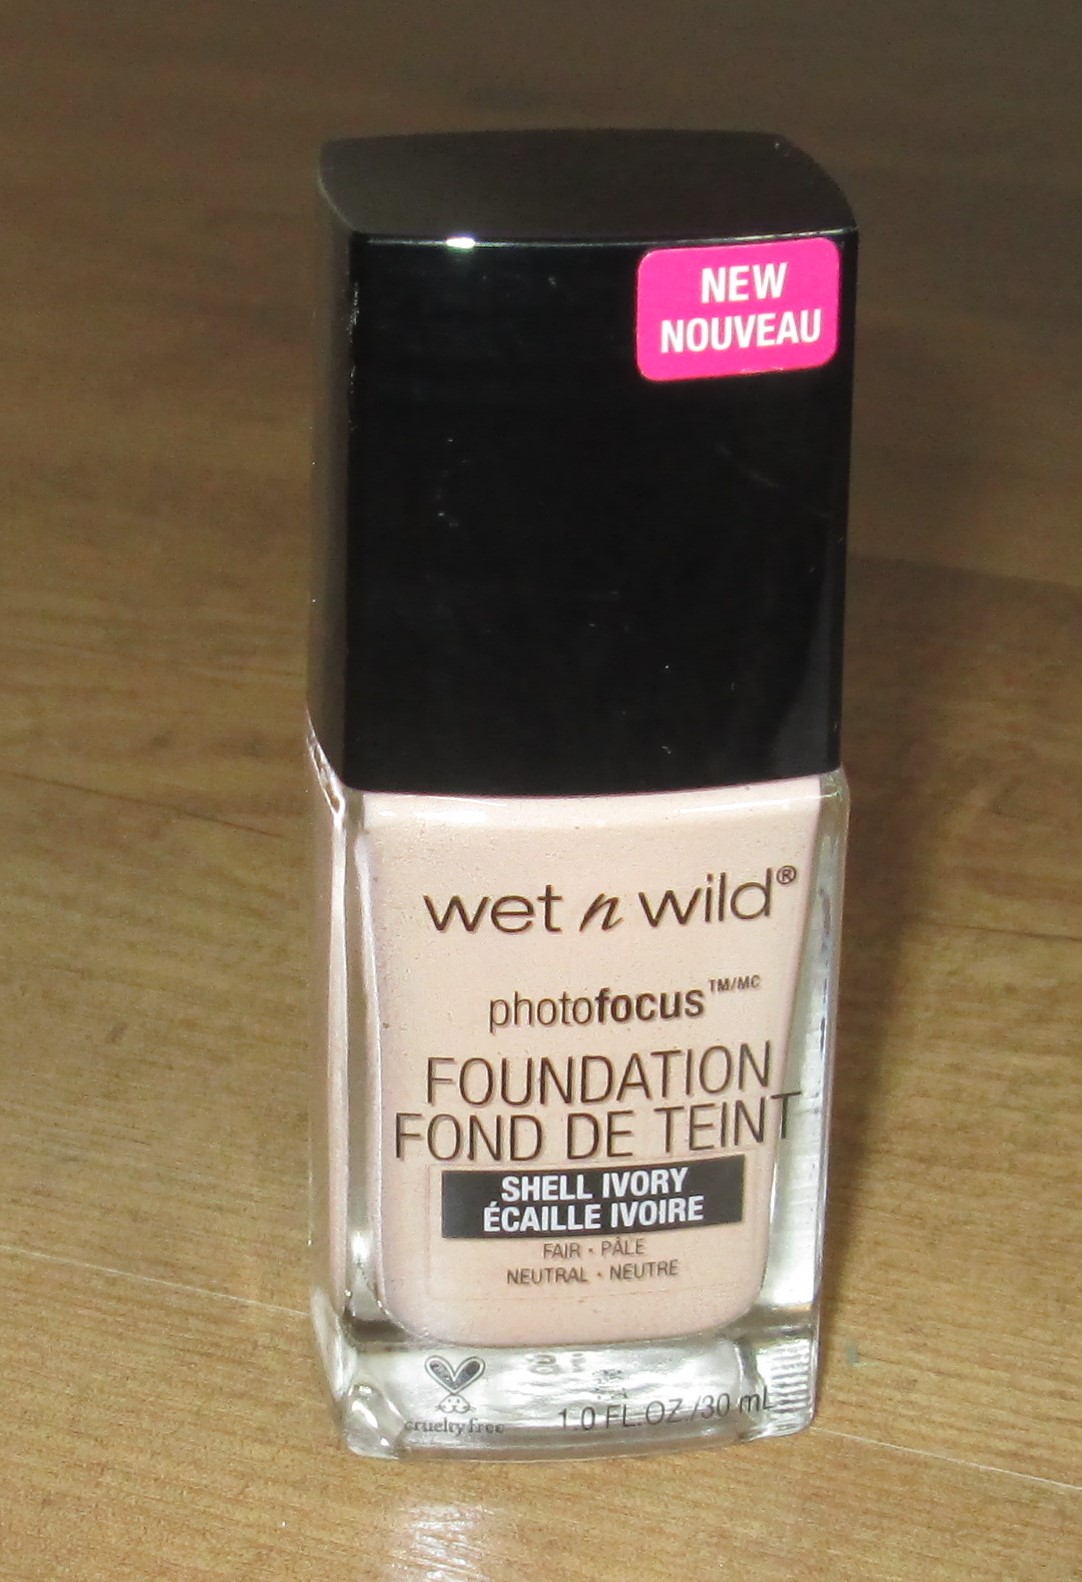 NEW
NOUVEAU
wet n wild®
photofocus™/MC
FOUNDATION
FOND DE TEINT
SHELL IVORY
ÉCAILLE IVOIRE
FAIR • PÂLE
NEUTRAL • NEUTRE
cruelty free
1.0 FL.OZ./30 mL